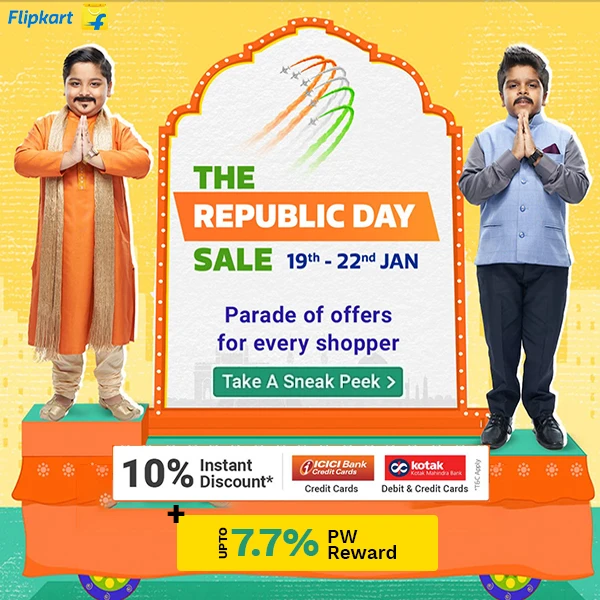 Flipkart
THE
REPUBLIC DAY
SALE 19th - 22nd JAN
Parade of offers
for every shopper
Take A Sneak Peek >
10% Instant
Discount*
ICICI Bank
Credit Cards
Credit Cards
kotak
Kotak Mahindra Bank
Debit & Credit Cards
*T&C Apply
+
UPTO 7.7% PW
Reward